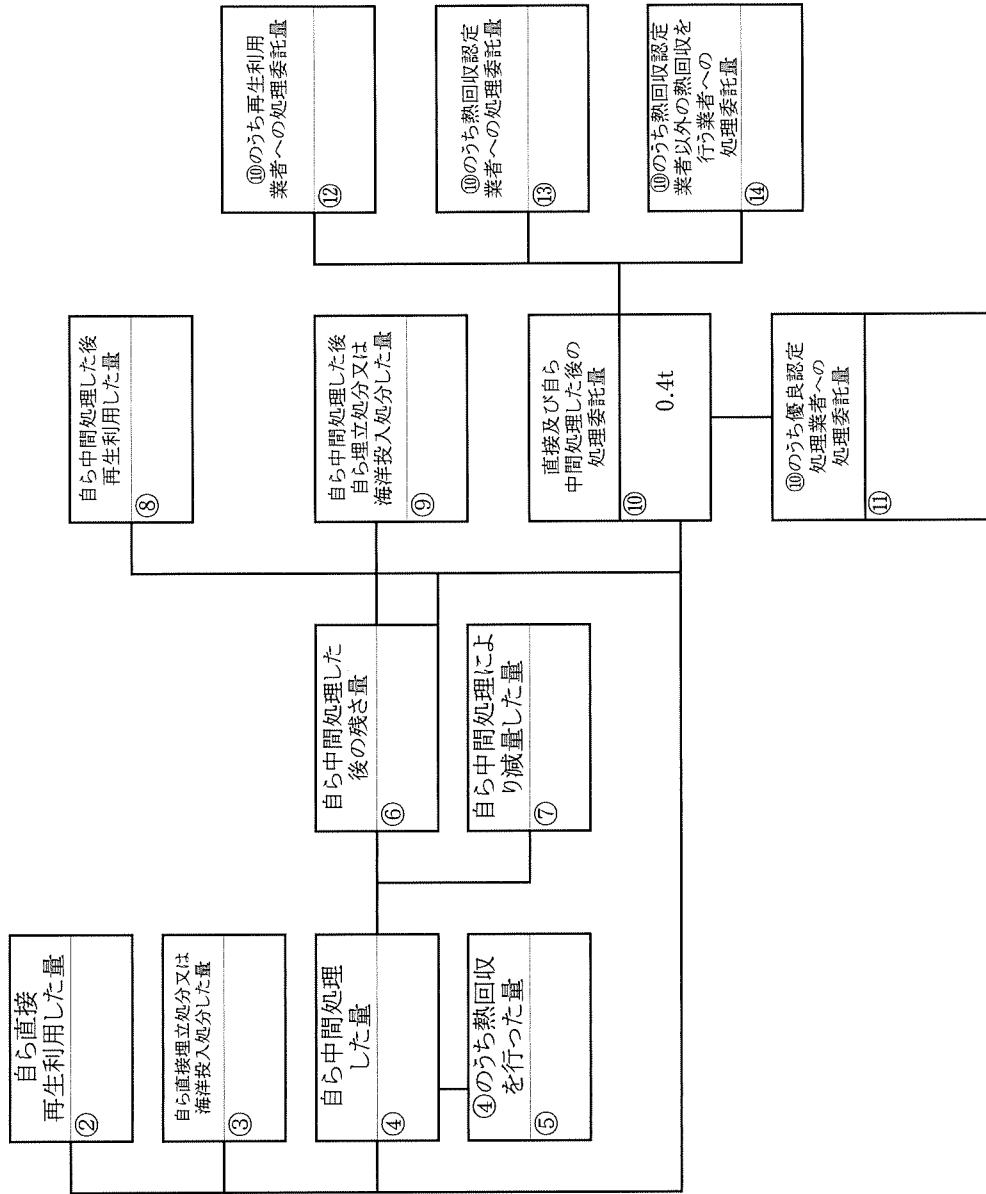 自ら直接
再生利用した量
②
自ら直接埋立処分又は
海洋投入処分した量
③
自ら中間処理
した量
④
④のうち熱回収
を行った量
⑤
自ら中間処理した
後の残さ量
⑥
自ら中間処理によ
り減量した量
⑦
自ら中間処理した後
再生利用した量
⑧
自ら中間処理した後
自ら埋立処分又は
海洋投入処分した量
⑨
直接及び自ら
中間処理した後の
処理委託量
⑩
0.4t
⑩のうち優良認定
処理業者への
処理委託量
⑪
⑩のうち再生利用
業者への処理委託量
⑫
⑩のうち熱回収認定
業者への処理委託量
⑬
⑩のうち熱回収認定
業者以外の熱回収を
行う業者への
処理委託量
⑭